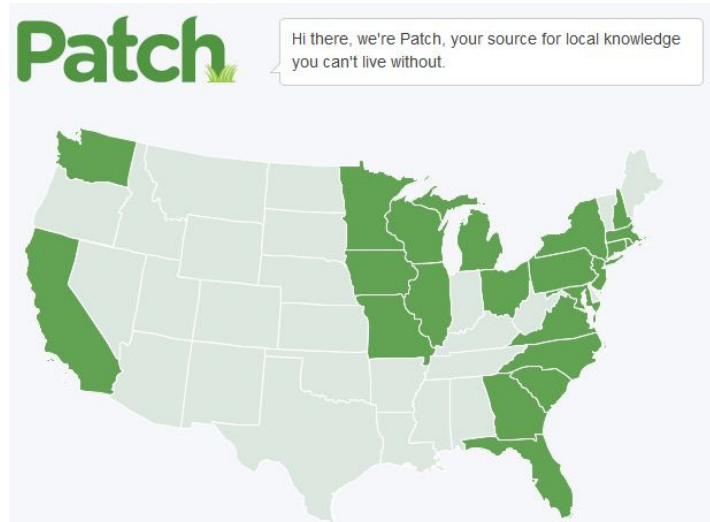 Patch
Hi there, we're Patch, your source for local knowledge
you can't live without.